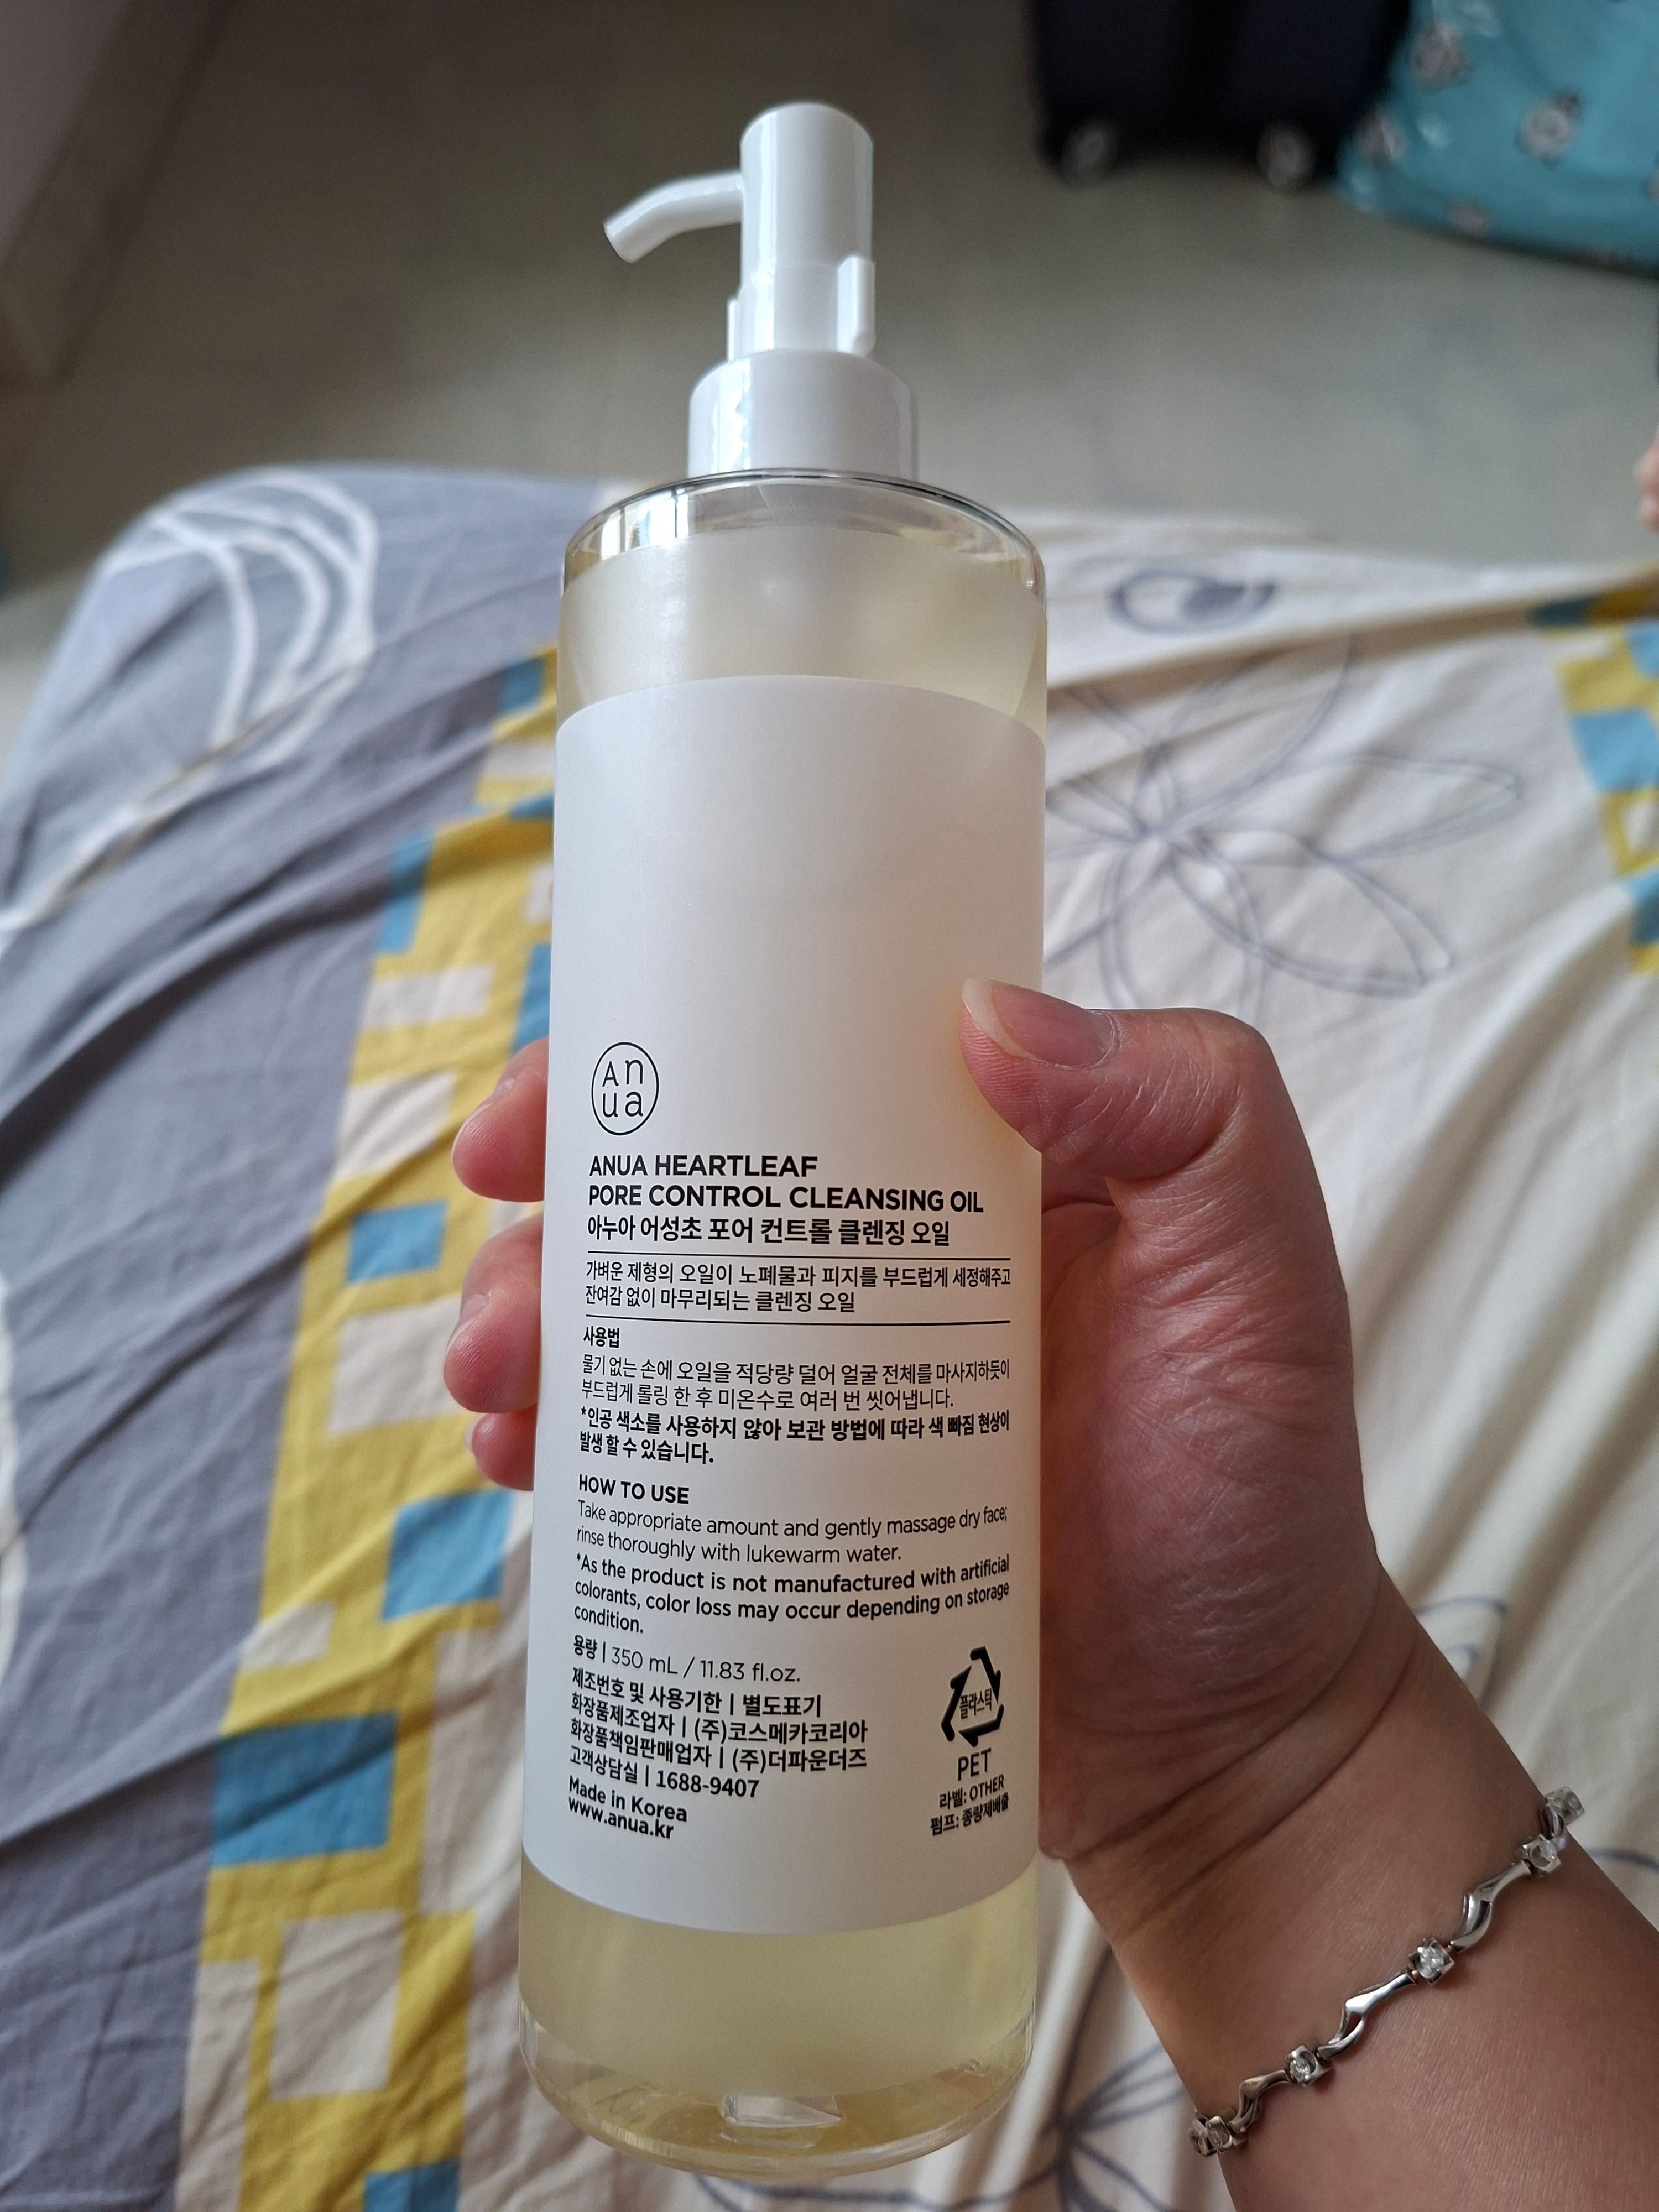 An
ua
ANUA HEARTLEAF
PORE CONTROL CLEANSING OIL
아누아 어성초 포어 컨트롤 클렌징 오일
가벼운 제형의 오일이 노폐물과 피지를 부드럽게 세정해주고
잔여감 없이 마무리되는 클렌징 오일
사용법
물기 없는 손에 오일을 적당량 덜어 얼굴 전체를 마사지하듯이
부드럽게 롤링 한 후 미온수로 여러 번 씻어냅니다.
*인공 색소를 사용하지 않아 보관 방법에 따라 색 빠짐 현상이
발생 할 수 있습니다.
HOW TO USE
Take appropriate amount and gently massage dry face;
rinse thoroughly with lukewarm water.
*As the product is not manufactured with artificial
colorants, color loss may occur depending on storage
condition.
용량 | 350 mL / 11.83 fl.oz.
제조번호 및 사용기한 | 별도표기
화장품제조업자 | (주)코스메카코리아
화장품책임판매업자 | (주)더파운더즈
고객상담실 | 1688-9407
Made in Korea
www.anua.kr
플라스틱
PET
라벨: OTHER
펌프: 종량제배출